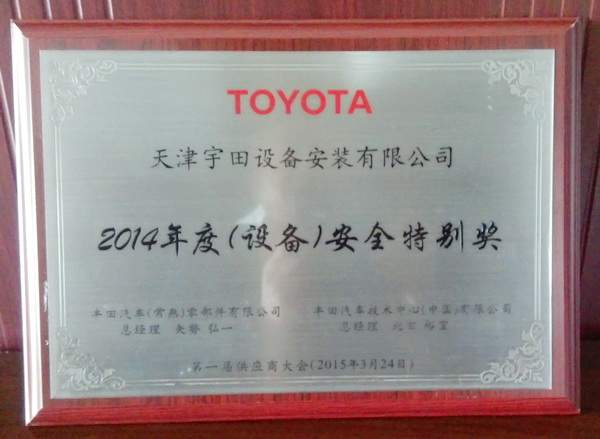 TOYOTA
天津宇田设备安装有限公司
2014年度(设备)安全特别奖
丰田汽车(常熟)零部件有限公司 丰田汽车技术中心(中国)有限公司
总经理 矢势 弘一 总经理
第一届供应商大会(2015年3月24日)